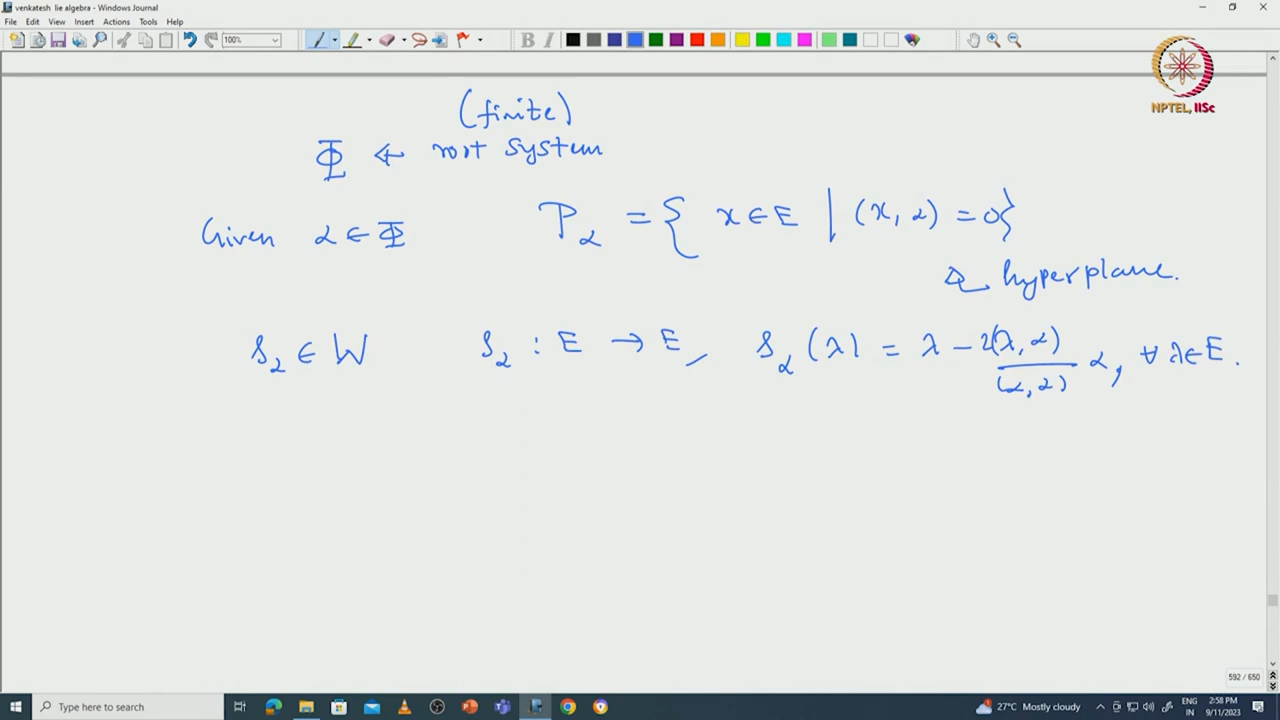 venkatesh lie algebra - Windows Journal
File Edit View Insert Actions Tools Help
100%
B I
NPTEL, IISc
(finite)
Φ ← root system
Given α ∈ Φ P_α = { x ∈ E | (x, α) = 0 }
hyperplane.
s_α ∈ W s_α : E → E, s_α (λ) = λ - 2(λ, α)/(α, α) α, ∀ λ ∈ E.
592 / 650
Type here to search
27°C Mostly cloudy
ENG
IN
2:58 PM
9/11/2023